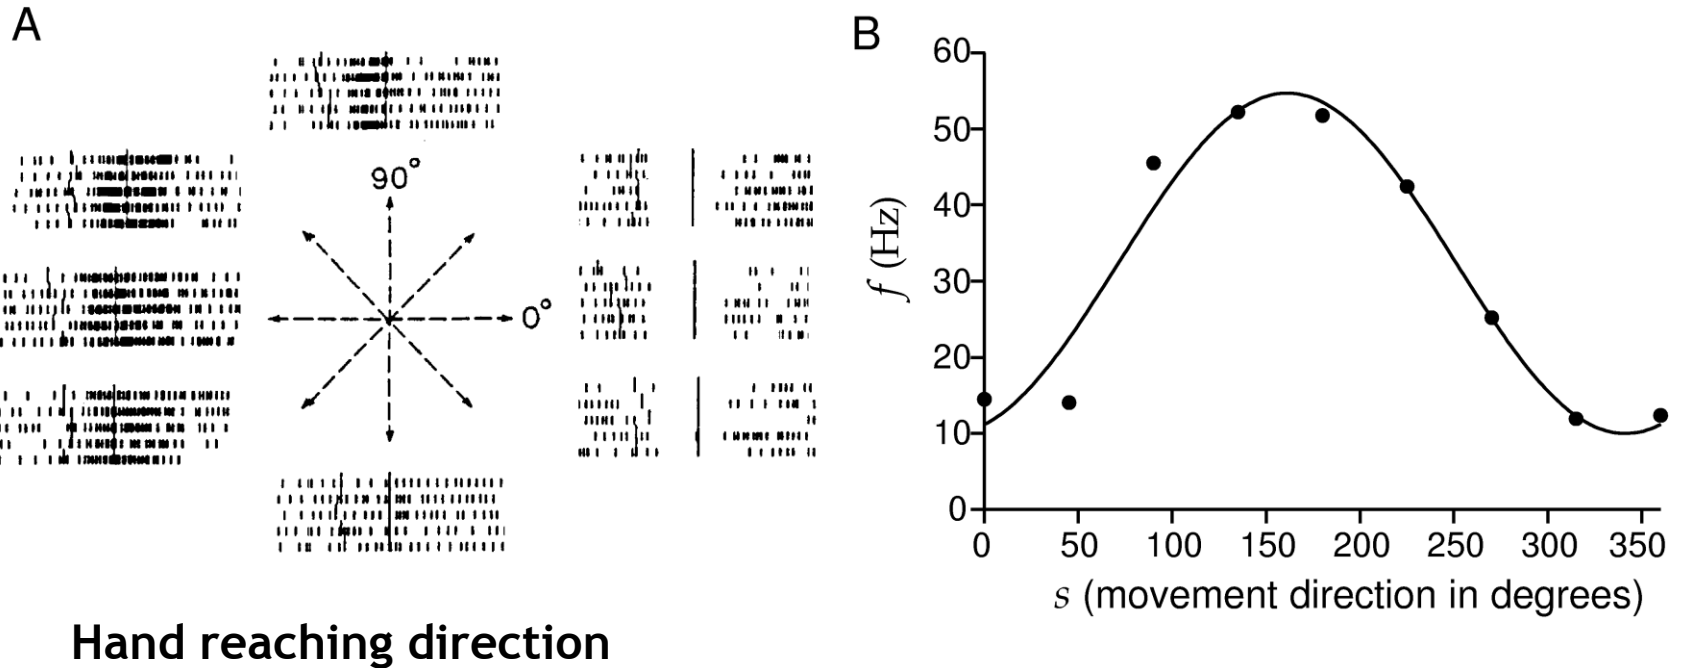 A
90°
0°
Hand reaching direction
B
60
50
40
30
20
10
0
f (Hz)
0 50 100 150 200 250 300 350
s (movement direction in degrees)